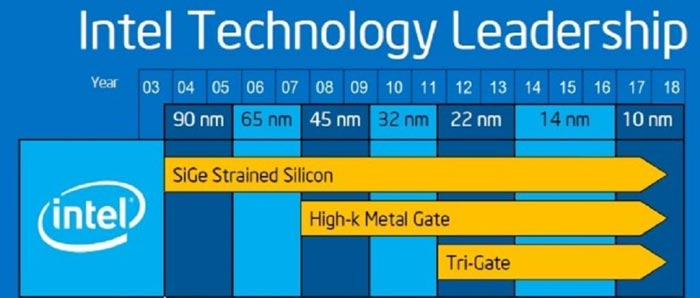 Intel Technology Leadership
Year 03 04 05 06 07 08 09 10 11 12 13 14 15 16 17 18
90 nm 65 nm 45 nm 32 nm 22 nm 14 nm 10 nm
SiGe Strained Silicon
intel
High-k Metal Gate
Tri-Gate